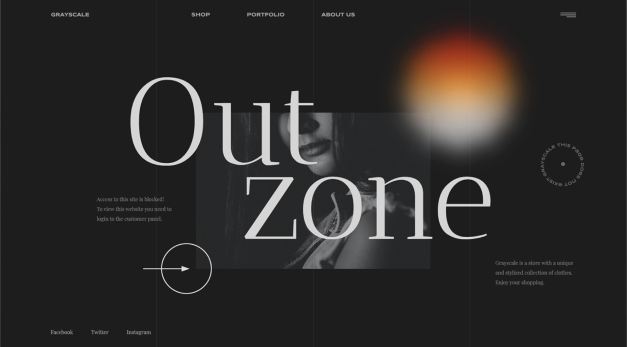 GRAYSCALE
SHOP
PORTFOLIO
ABOUT US
Out
zone
GRAYSCALE THIS PAGE DOES NOT EXIST
Access to this site is blocked!
To view this website you need to
login to the customer panel.
Grayscale is a store with a unique
and stylized collection of clothes.
Enjoy your shopping.
Facebook
Twitter
Instagram